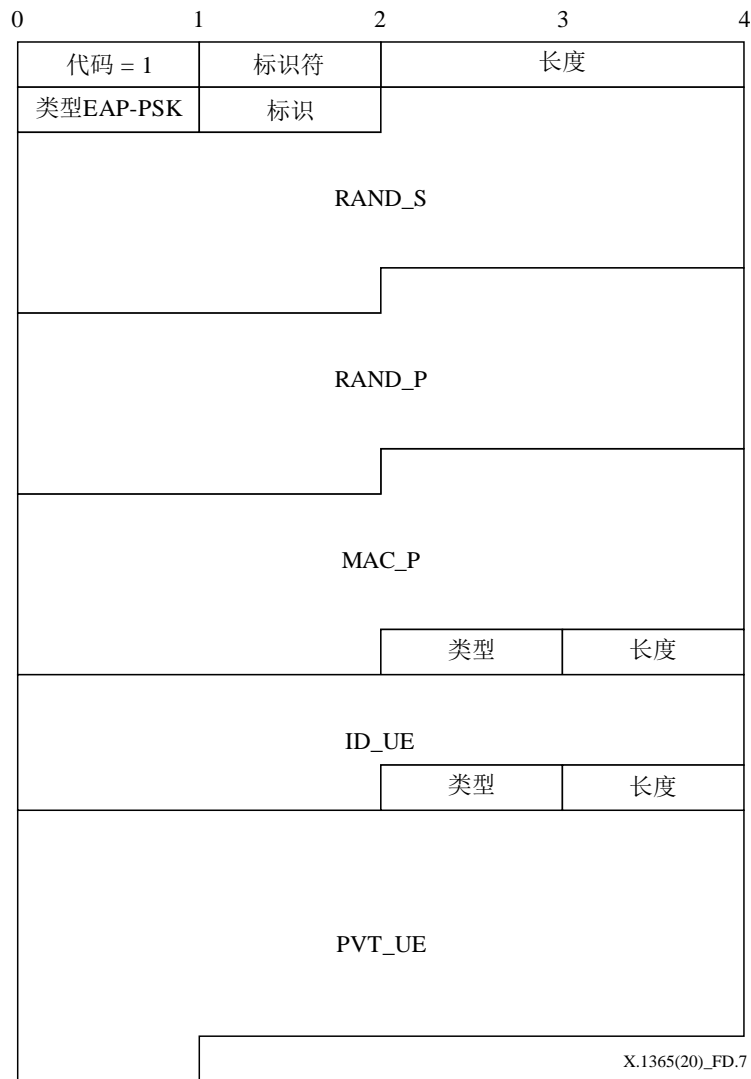 0 1 2 3 4
代码 = 1 标识符 长度
类型EAP-PSK 标识
RAND_S
RAND_P
MAC_P
类型 长度
ID_UE
类型 长度
PVT_UE
X.1365(20)_FD.7